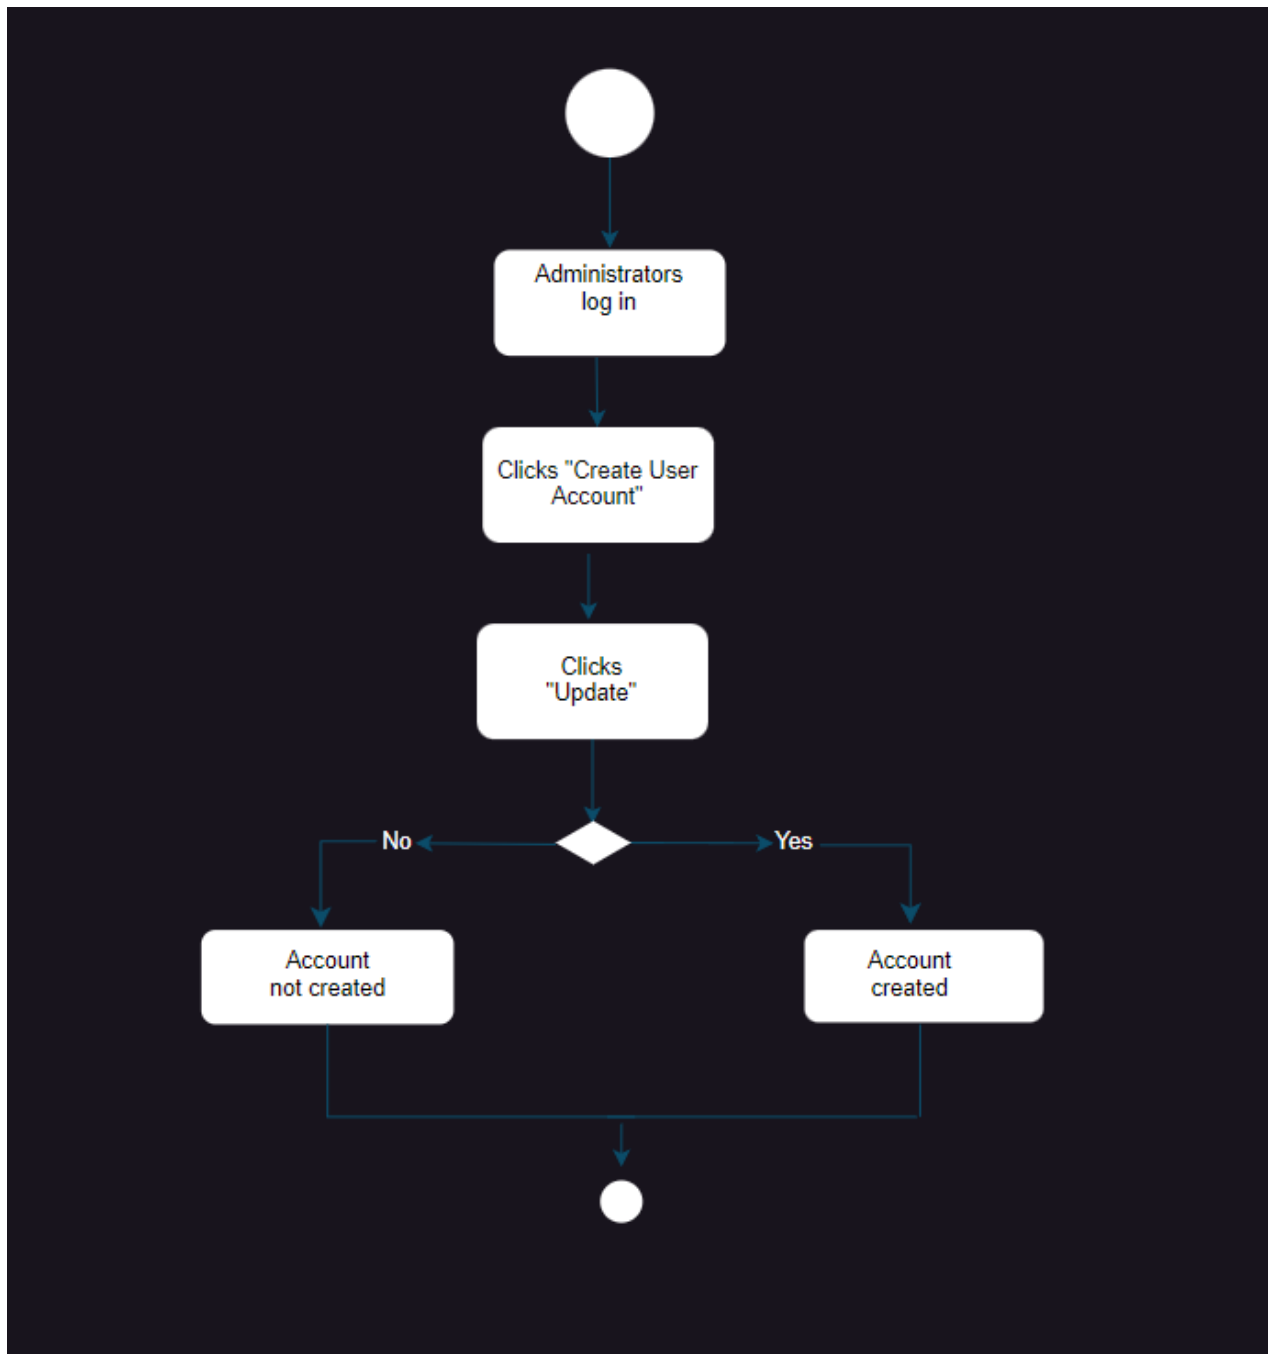 Administrators
log in
Clicks "Create User
Account"
Clicks
"Update"
No
Yes
Account
not created
Account
created